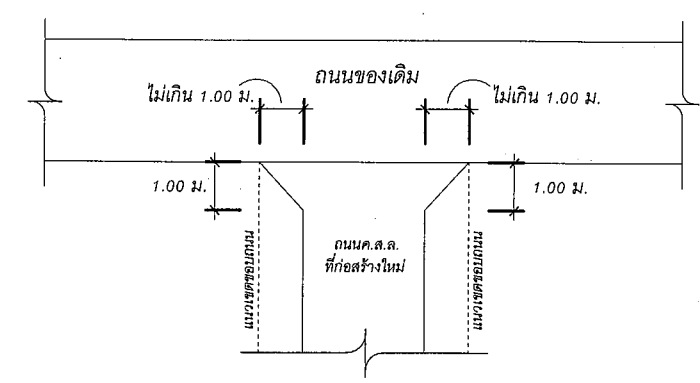 ถนนของเดิม
ไม่เกิน 1.00 ม.
ไม่เกิน 1.00 ม.
1.00 ม.
1.00 ม.
ถนนค.ส.ล.
ที่ก่อสร้างใหม่
แนวเขตขอบถนน
แนวเขตขอบถนน